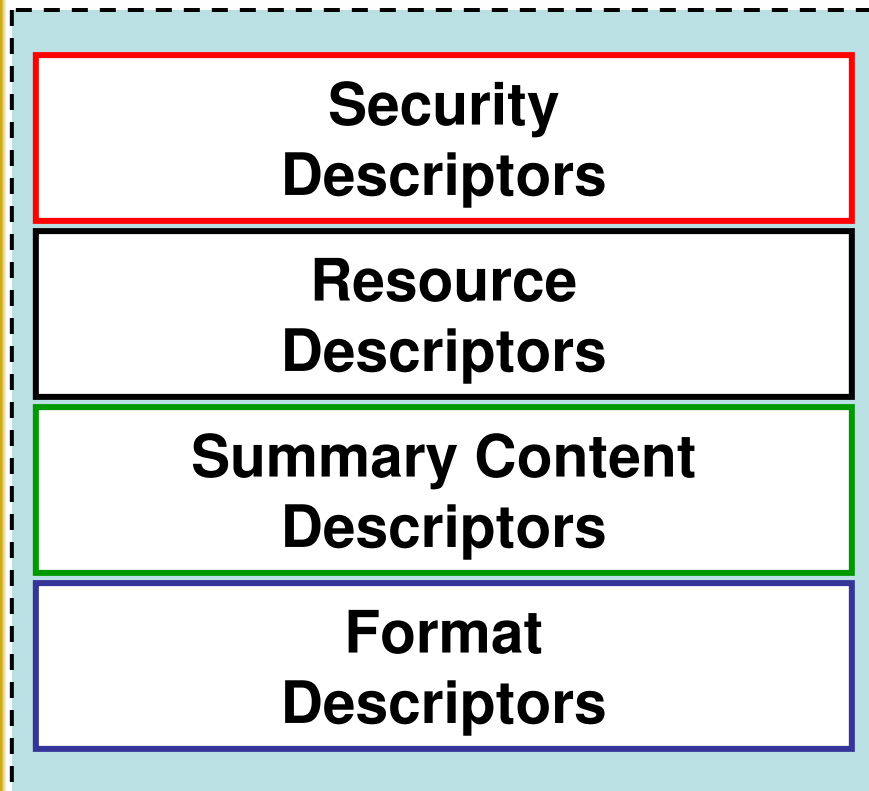 Security
Descriptors
Resource
Descriptors
Summary Content
Descriptors
Format
Descriptors